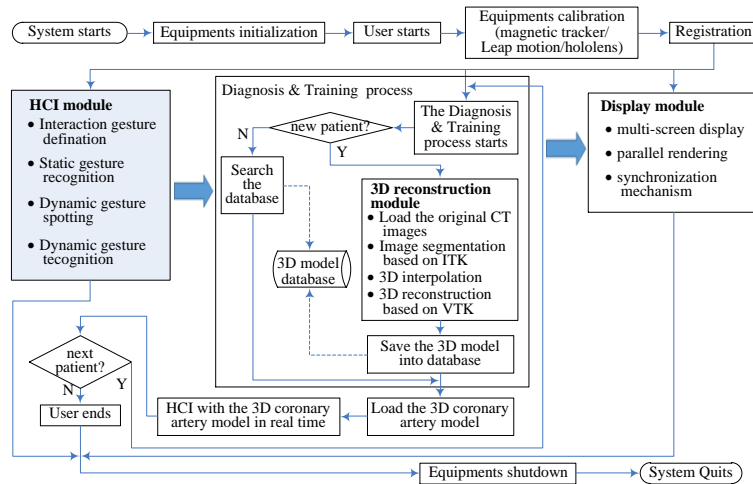 System starts
Equipments initialization
User starts
Equipments calibration
(magnetic tracker/
Leap motion/hololens)
Registration
HCI module
• Interaction gesture
defination
• Static gesture
recognition
• Dynamic gesture
spotting
• Dynamic gesture
tecognition
Diagnosis & Training process
The Diagnosis
& Training
process starts
new patient?
N
Y
Search
the
database
3D model
database
3D reconstruction
module
• Load the original CT
images
• Image segmentation
based on ITK
• 3D interpolation
• 3D reconstruction
based on VTK
Save the 3D model
into database
Display module
• multi-screen display
• parallel rendering
• synchronization
mechanism
next
patient?
N
Y
User ends
HCI with the 3D coronary
artery model in real time
Load the 3D coronary
artery model
Equipments shutdown
System Quits